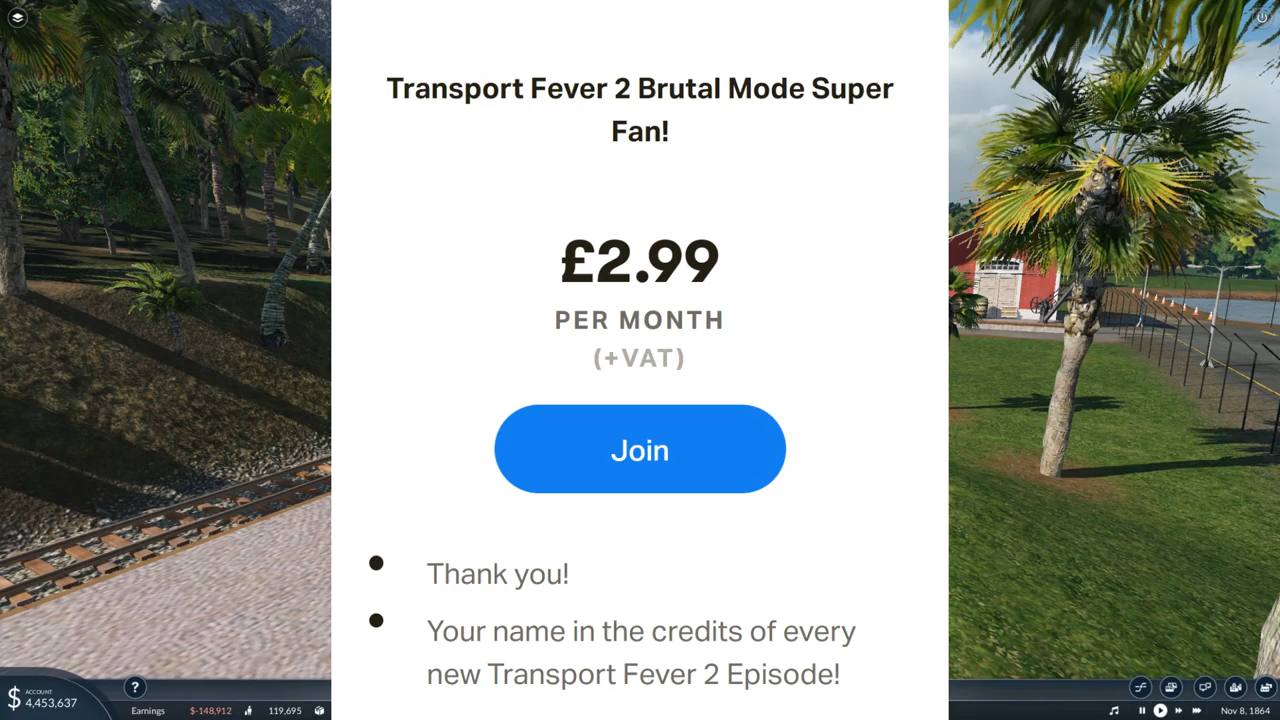 Transport Fever 2 Brutal Mode Super
Fan!
£2.99
PER MONTH
(+VAT)
Join
• Thank you!
• Your name in the credits of every
new Transport Fever 2 Episode!
$ ACCOUNT
4,453,637
?
Earnings $-148,912 119,695
Nov 8, 1864